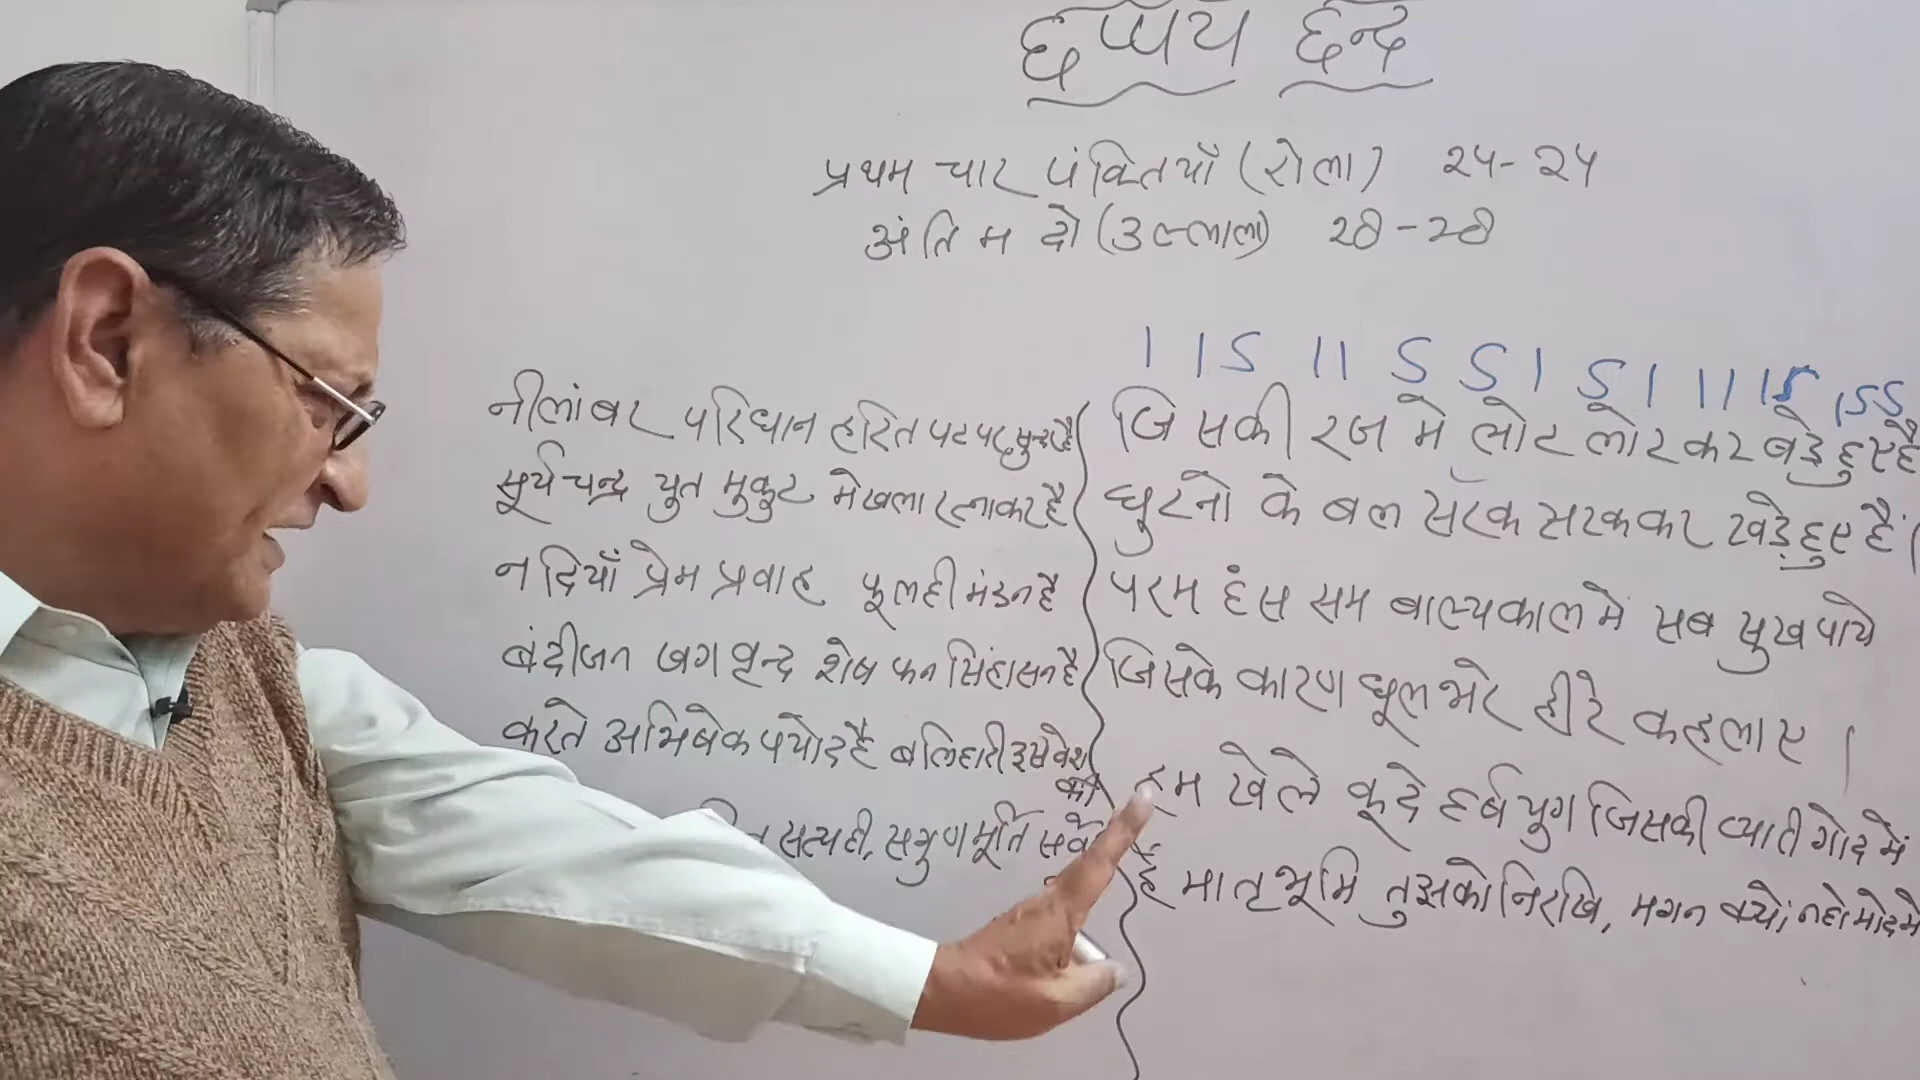 छप्पय छन्द
प्रथम चार पंक्तियाँ (रोला) २४-२४
अंतिम दो (उल्लाला) २८-२८
नीलांबर परिधान हरित पट पर सुन्दर है
सूर्य चन्द्र युत मुकुट मेखला रत्नाकर है
नदियाँ प्रेम प्रवाह फूल ही मंडन है
बंदीजन खग वृन्द शेष फन सिंहासन है
करते अभिषेक पयोद है बलिहारी इस वेश की
सत्य ही, सगुण मूर्ति
। । ऽ । । ऽ ऽ । ऽ । । । । ऽ । ऽ ऽ
जिसकी रज मे लोट लोट कर बड़े हुए है
घुटनो के बल सरक सरक कर खड़े हुए हैं।
परम हंस सम बाल्यकाल में सब सुख पाये
जिसके कारण धूल भरे हीरे कहलाए।
हम खेले कूदे हर्ष युग जिसकी प्यारी गोद में
हे मातृभूमि तुझको निरखि, मगन क्यों न हो मोद मे